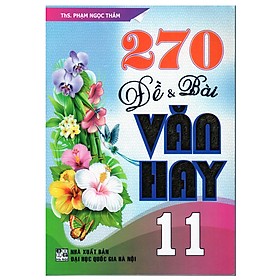 ThS. PHẠM NGỌC THẮM
270
Đề & Bài
VĂN
HAY
11
NHÀ XUẤT BẢN
ĐẠI HỌC QUỐC GIA HÀ NỘI